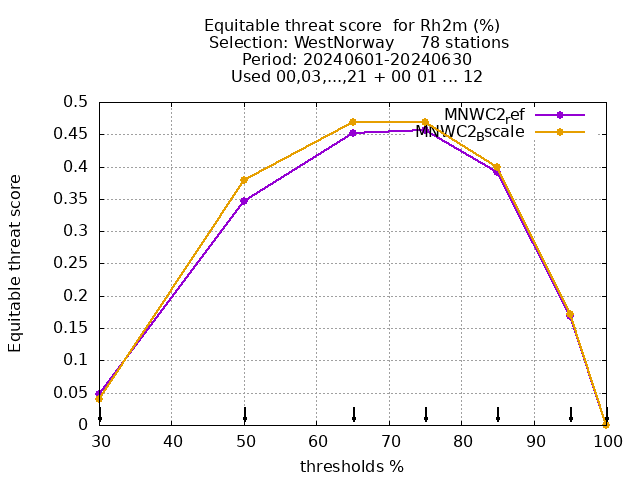 Equitable threat score  for Rh2m (%)
Selection: WestNorway     78 stations
Period: 20240601-20240630
Used 00,03,...,21 + 00 01 ... 12
MNWC2ref
MNWC2Bscale
0.5
0.45
0.4
0.35
0.3
0.25
0.2
0.15
0.1
0.05
0
Equitable threat score
30 40 50 60 70 80 90 100
thresholds %